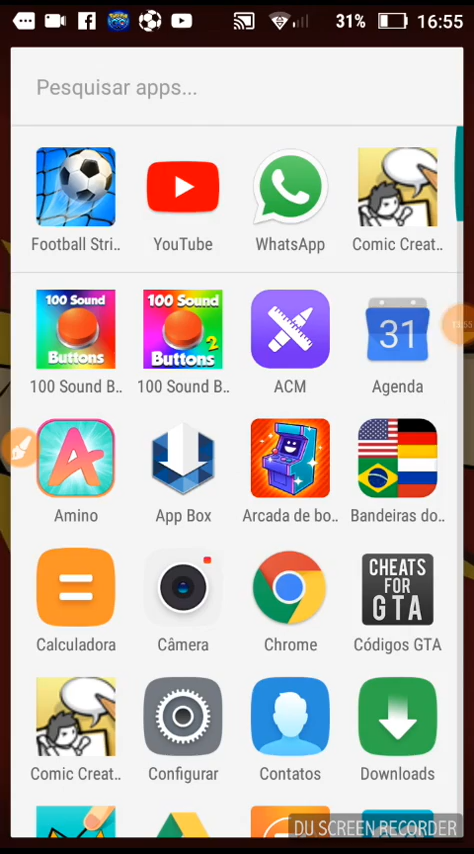 31% 16:55
Pesquisar apps...
Football Stri.. YouTube WhatsApp Comic Creat..
100 Sound Buttons 100 Sound Buttons 2 31
100 Sound B.. 100 Sound B.. ACM Agenda
Amino App Box Arcada de bo.. Bandeiras do..
CHEATS FOR GTA
Calculadora Câmera Chrome Códigos GTA
Comic Creat.. Configurar Contatos Downloads
DU SCREEN RECORDER